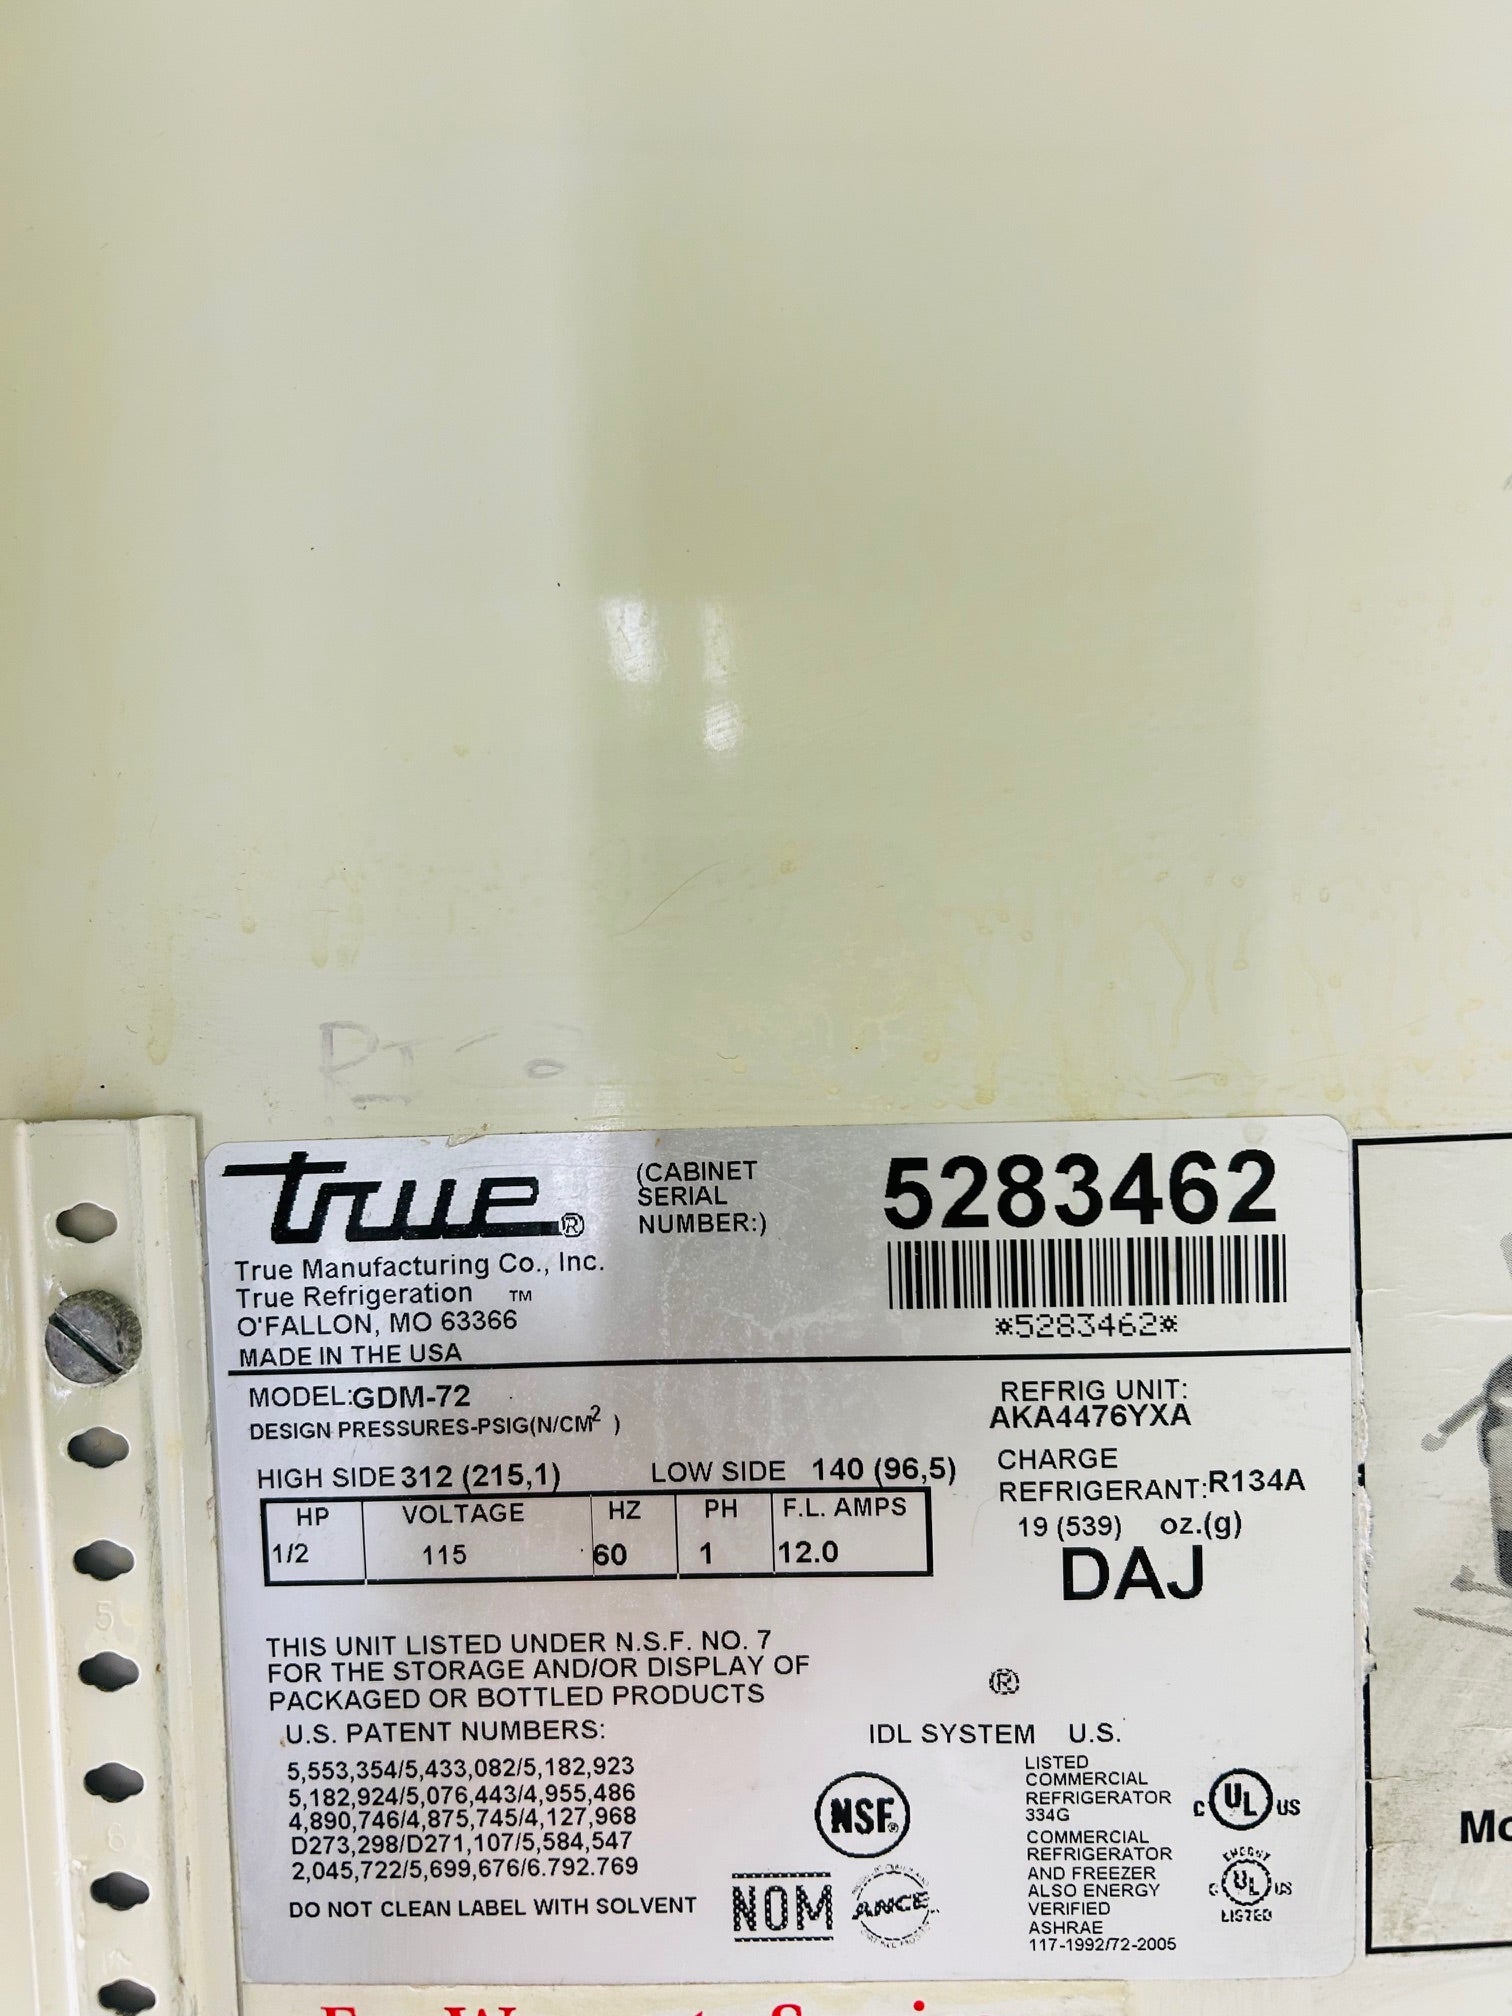 true®
True Manufacturing Co., Inc.
True Refrigeration TM
O'FALLON, MO 63366
MADE IN THE USA
(CABINET
SERIAL
NUMBER:)
5283462
*5283462*
MODEL:GDM-72
DESIGN PRESSURES-PSIG(N/CM2 )
HIGH SIDE 312 (215,1) LOW SIDE 140 (96,5)
REFRIG UNIT:
AKA4476YXA
CHARGE
REFRIGERANT:R134A
19 (539) oz.(g)
DAJ
HP VOLTAGE HZ PH F.L. AMPS
1/2 115 60 1 12.0
THIS UNIT LISTED UNDER N.S.F. NO. 7
FOR THE STORAGE AND/OR DISPLAY OF
PACKAGED OR BOTTLED PRODUCTS
U.S. PATENT NUMBERS:
5,553,354/5,433,082/5,182,923
5,182,924/5,076,443/4,955,486
4,890,746/4,875,745/4,127,968
D273,298/D271,107/5,584,547
2,045,722/5,699,676/6.792.769
DO NOT CLEAN LABEL WITH SOLVENT
®
IDL SYSTEM U.S.
NSF®
NOM
ANCE
LISTED
COMMERCIAL
REFRIGERATOR
334G
C UL US
COMMERCIAL
REFRIGERATOR
AND FREEZER
ALSO ENERGY
VERIFIED
ASHRAE
117-1992/72-2005
ENERGY
C UL US
LISTED
5
6